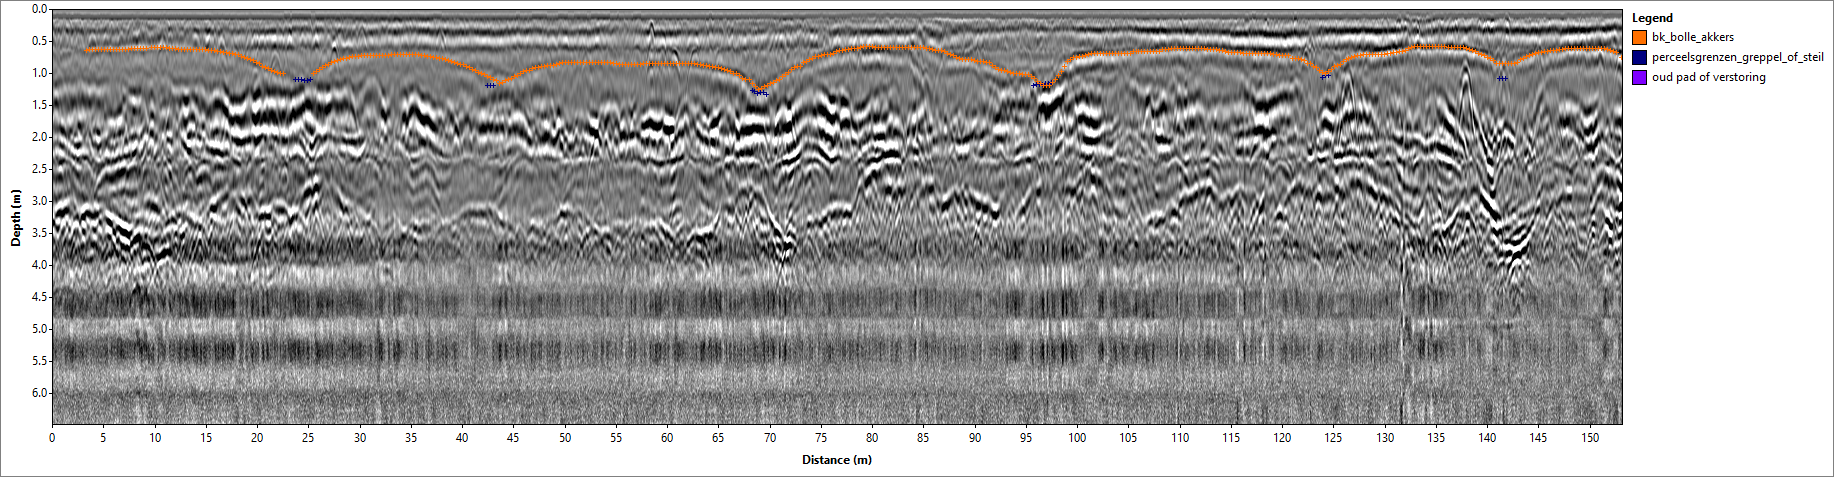 Legend
bk_bolle_akkers
perceelsgrenzen_greppel_of_steil
oud pad of verstoring
Depth (m)
0.0
0.5
1.0
1.5
2.0
2.5
3.0
3.5
4.0
4.5
5.0
5.5
6.0
0 5 10 15 20 25 30 35 40 45 50 55 60 65 70 75 80 85 90 95 100 105 110 115 120 125 130 135 140 145 150
Distance (m)